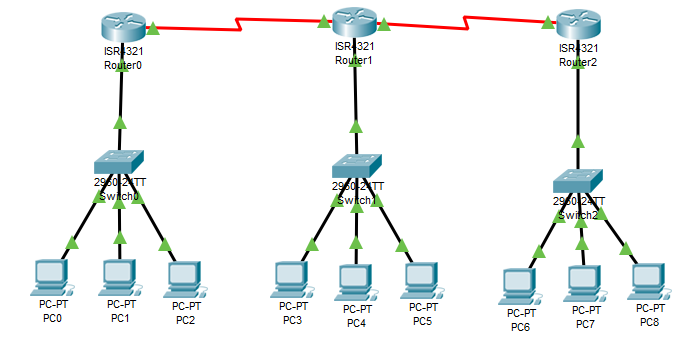 ISR4321
Router0
ISR4321
Router1
ISR4321
Router2
2960-24TT
Switch0
2960-24TT
Switch1
2960-24TT
Switch2
PC-PT
PC0
PC-PT
PC1
PC-PT
PC2
PC-PT
PC3
PC-PT
PC4
PC-PT
PC5
PC-PT
PC6
PC-PT
PC7
PC-PT
PC8